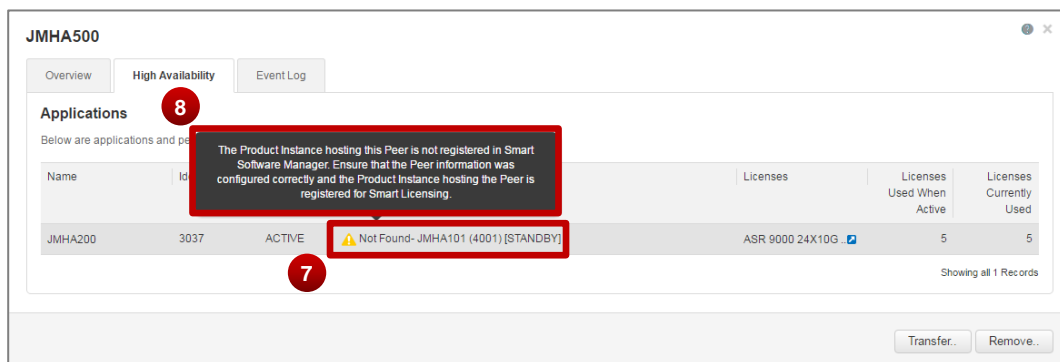 JMHA500
Overview
High Availability
Event Log
8
Applications
Below are applications and pe
The Product Instance hosting this Peer is not registered in Smart
Software Manager. Ensure that the Peer information was
configured correctly and the Product Instance hosting the Peer is
registered for Smart Licensing.
Name
Licenses
Licenses
Used When
Active
Licenses
Currently
Used
JMHA200
3037
ACTIVE
Not Found- JMHA101 (4001) [STANDBY]
ASR 9000 24X10G ..
5
5
7
Showing all 1 Records
Transfer..
Remove..